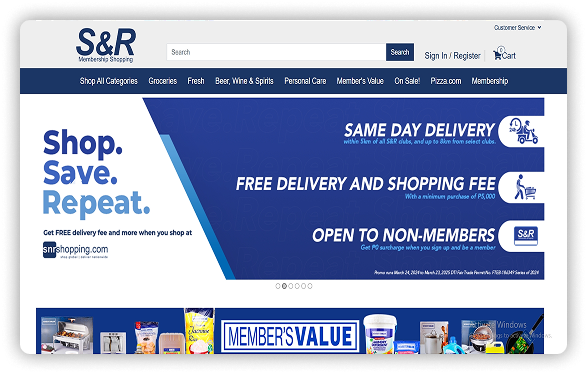 Customer Service
S&R
Membership Shopping
Search
Search
Sign In / Register
0
Cart
Shop All Categories Groceries Fresh Beer, Wine & Spirits Personal Care Member's Value On Sale! Pizza.com Membership
Shop.
Save.
Repeat.
Get FREE delivery fee and more when you shop at
snrshopping.com
SAME DAY DELIVERY
within 5km of all S&R clubs, and up to 8km from select clubs.
FREE DELIVERY AND SHOPPING FEE
With a minimum purchase of P5,000
OPEN TO NON-MEMBERS
Get P0 surcharge when you sign up and be a member
S&R
Promo runs March 24, 2024 to March 23, 2025 DTI Fair Trade Permit No. FTEB-186349 Series of 2024
MEMBER'S VALUE
Activate Windows